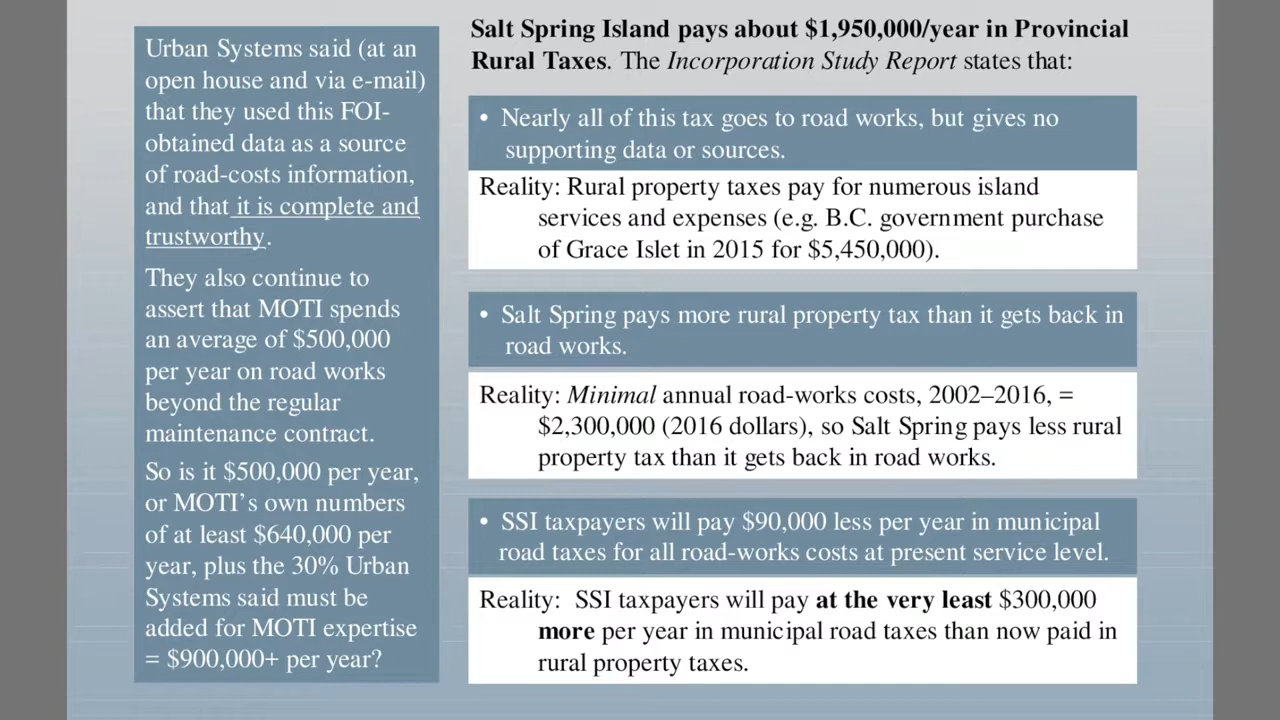 Urban Systems said (at an
open house and via e-mail)
that they used this FOI-
obtained data as a source
of road-costs information,
and that it is complete and
trustworthy.
They also continue to
assert that MOTI spends
an average of $500,000
per year on road works
beyond the regular
maintenance contract.
So is it $500,000 per year,
or MOTI’s own numbers
of at least $640,000 per
year, plus the 30% Urban
Systems said must be
added for MOTI expertise
= $900,000+ per year?
Salt Spring Island pays about $1,950,000/year in Provincial
Rural Taxes. The Incorporation Study Report states that:
• Nearly all of this tax goes to road works, but gives no
supporting data or sources.
Reality: Rural property taxes pay for numerous island
services and expenses (e.g. B.C. government purchase
of Grace Islet in 2015 for $5,450,000).
• Salt Spring pays more rural property tax than it gets back in
road works.
Reality: Minimal annual road-works costs, 2002–2016, =
$2,300,000 (2016 dollars), so Salt Spring pays less rural
property tax than it gets back in road works.
• SSI taxpayers will pay $90,000 less per year in municipal
road taxes for all road-works costs at present service level.
Reality: SSI taxpayers will pay at the very least $300,000
more per year in municipal road taxes than now paid in
rural property taxes.